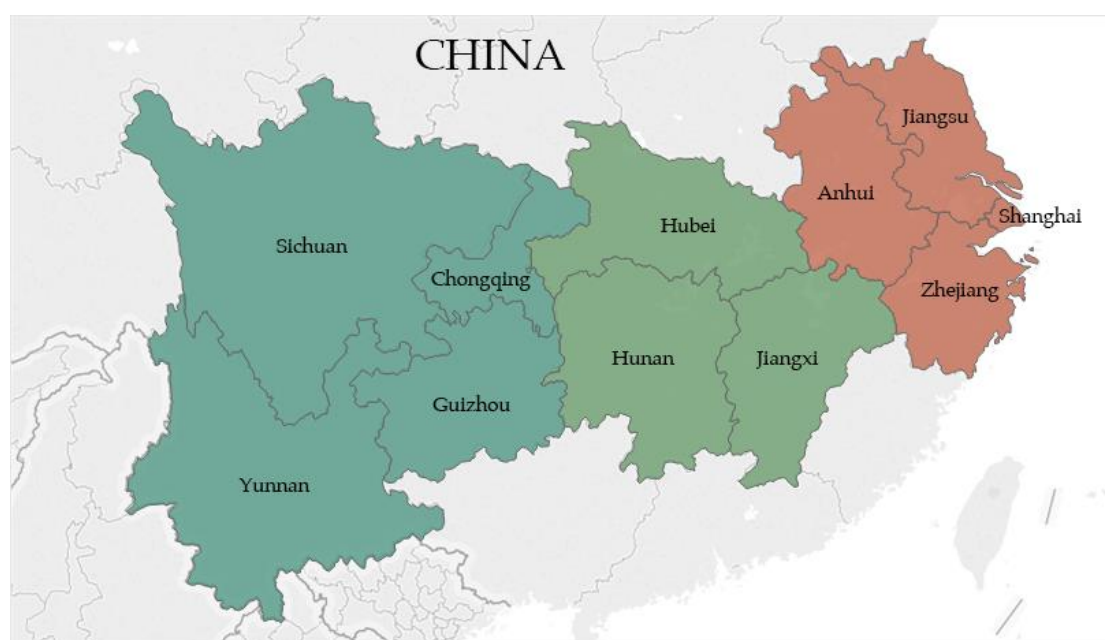 CHINA
Jiangsu
Anhui
Shanghai
Hubei
Sichuan
Chongqing
Zhejiang
Hunan
Jiangxi
Guizhou
Yunnan